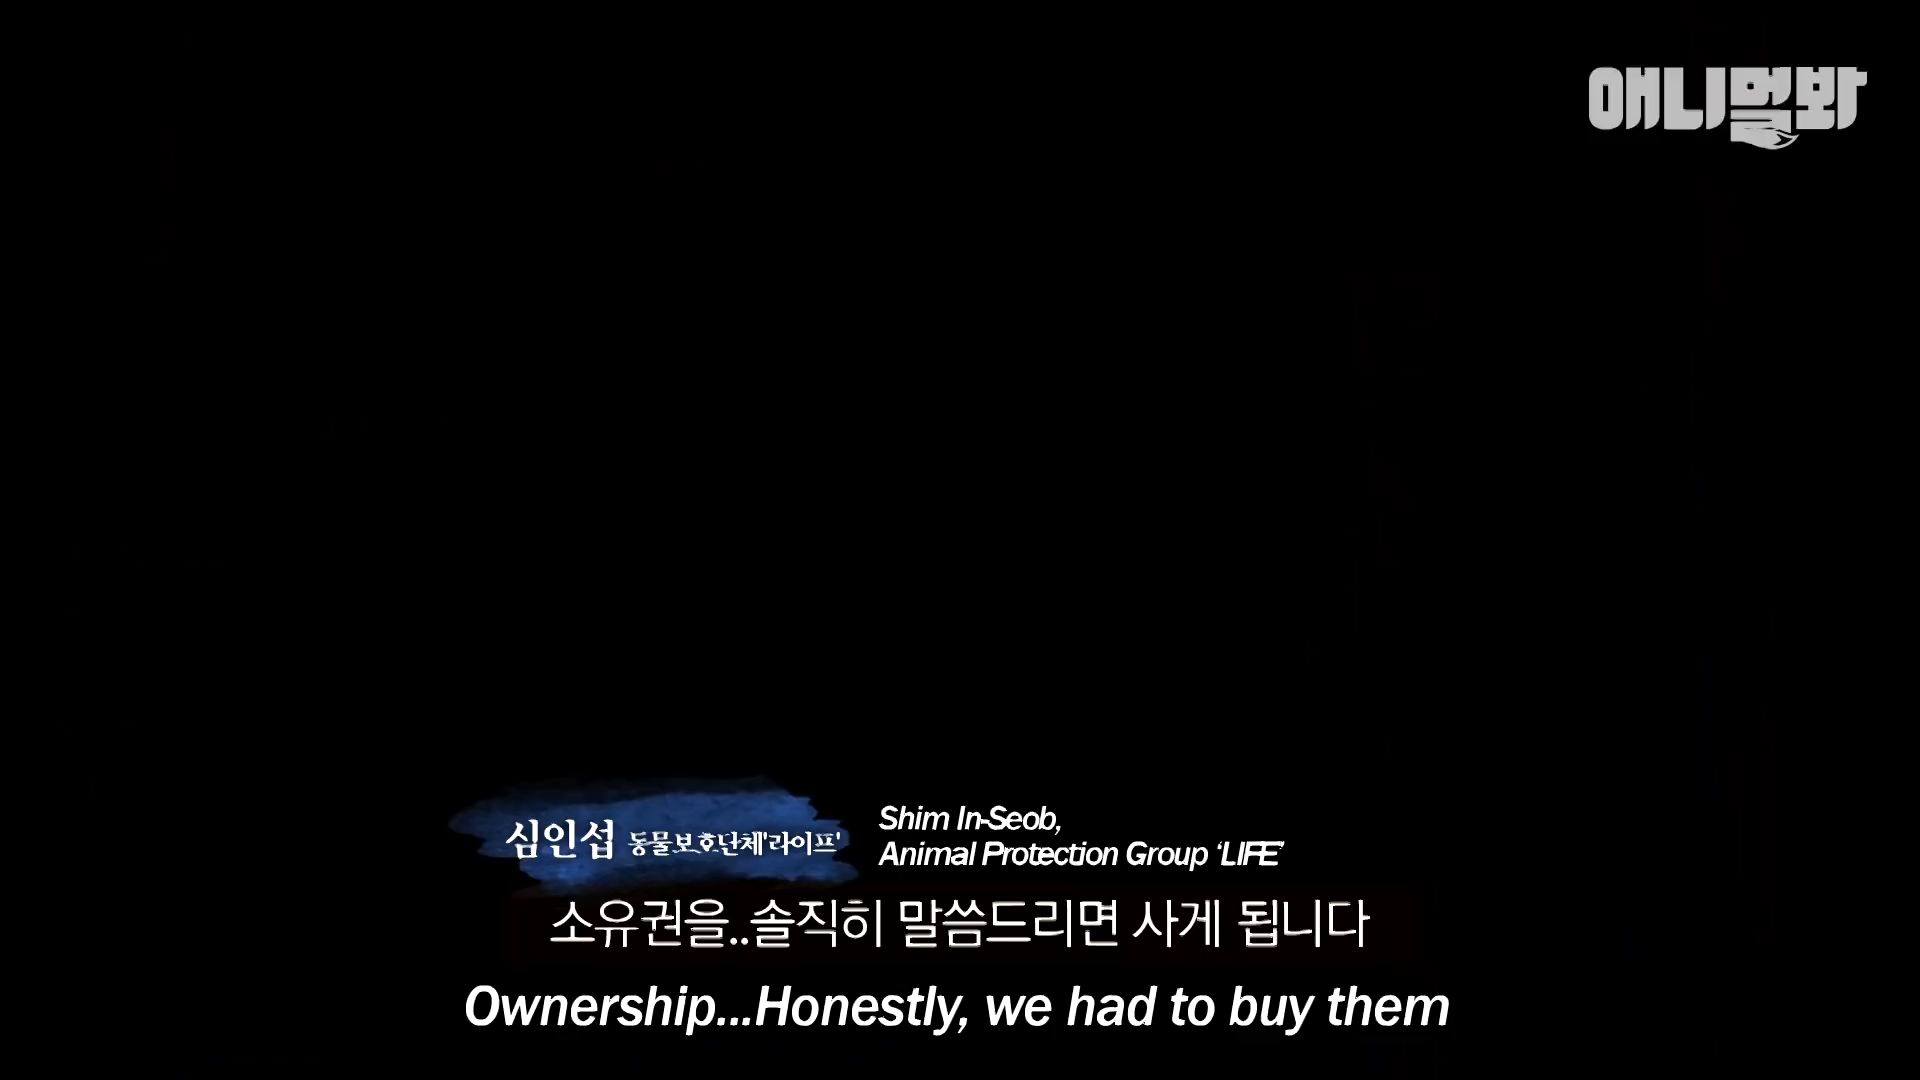 애니멀봐
심인섭 동물보호단체'라이프'
Shim In-Seob,
Animal Protection Group ‘LIFE’
소유권을..솔직히 말씀드리면 사게 됩니다
Ownership...Honestly, we had to buy them